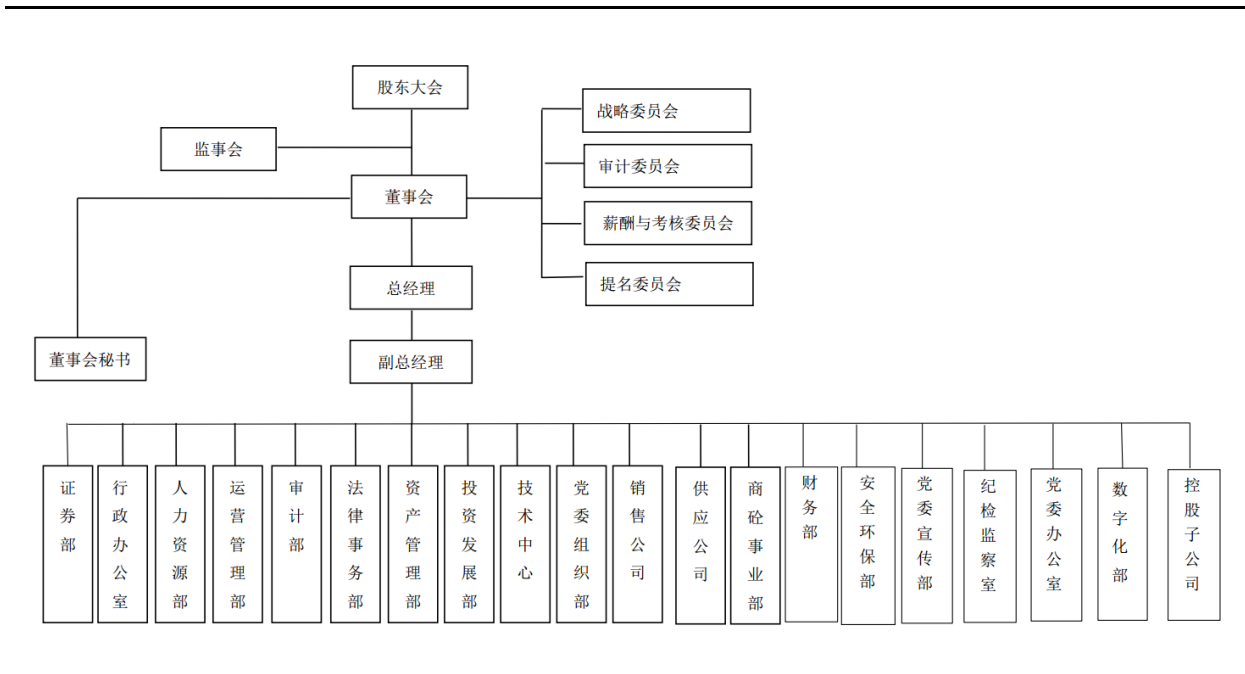 股东大会
战略委员会
监事会
审计委员会
董事会
薪酬与考核委员会
总经理
提名委员会
董事会秘书
副总经理
证券部
行政办公室
人力资源部
运营管理部
审计部
法律事务部
资产管理部
投资发展部
技术中心
党委组织部
销售公司
供应公司
商砼事业部
财务部
安全环保部
党委宣传部
纪检监察室
党委办公室
数字化部
控股子公司